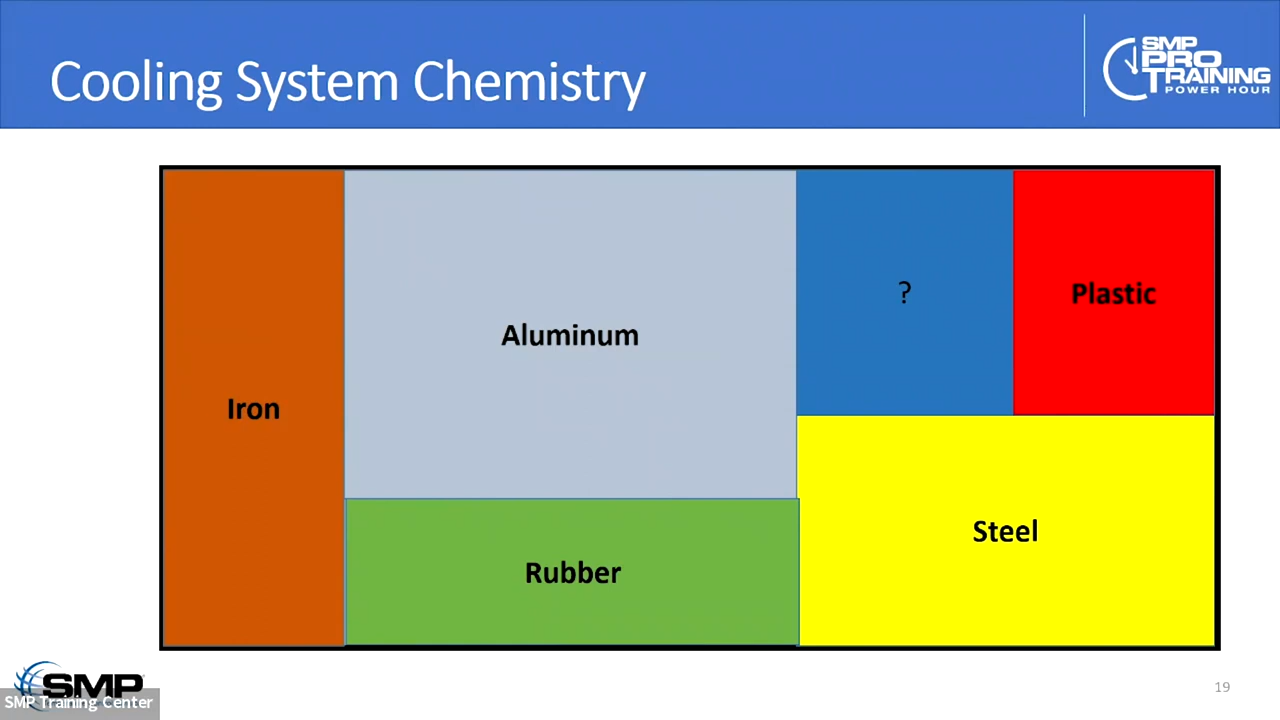 Cooling System Chemistry
SMP
PRO
TRAINING
POWER HOUR
Iron
Aluminum
?
Plastic
Rubber
Steel
SMP
SMP Training Center
19